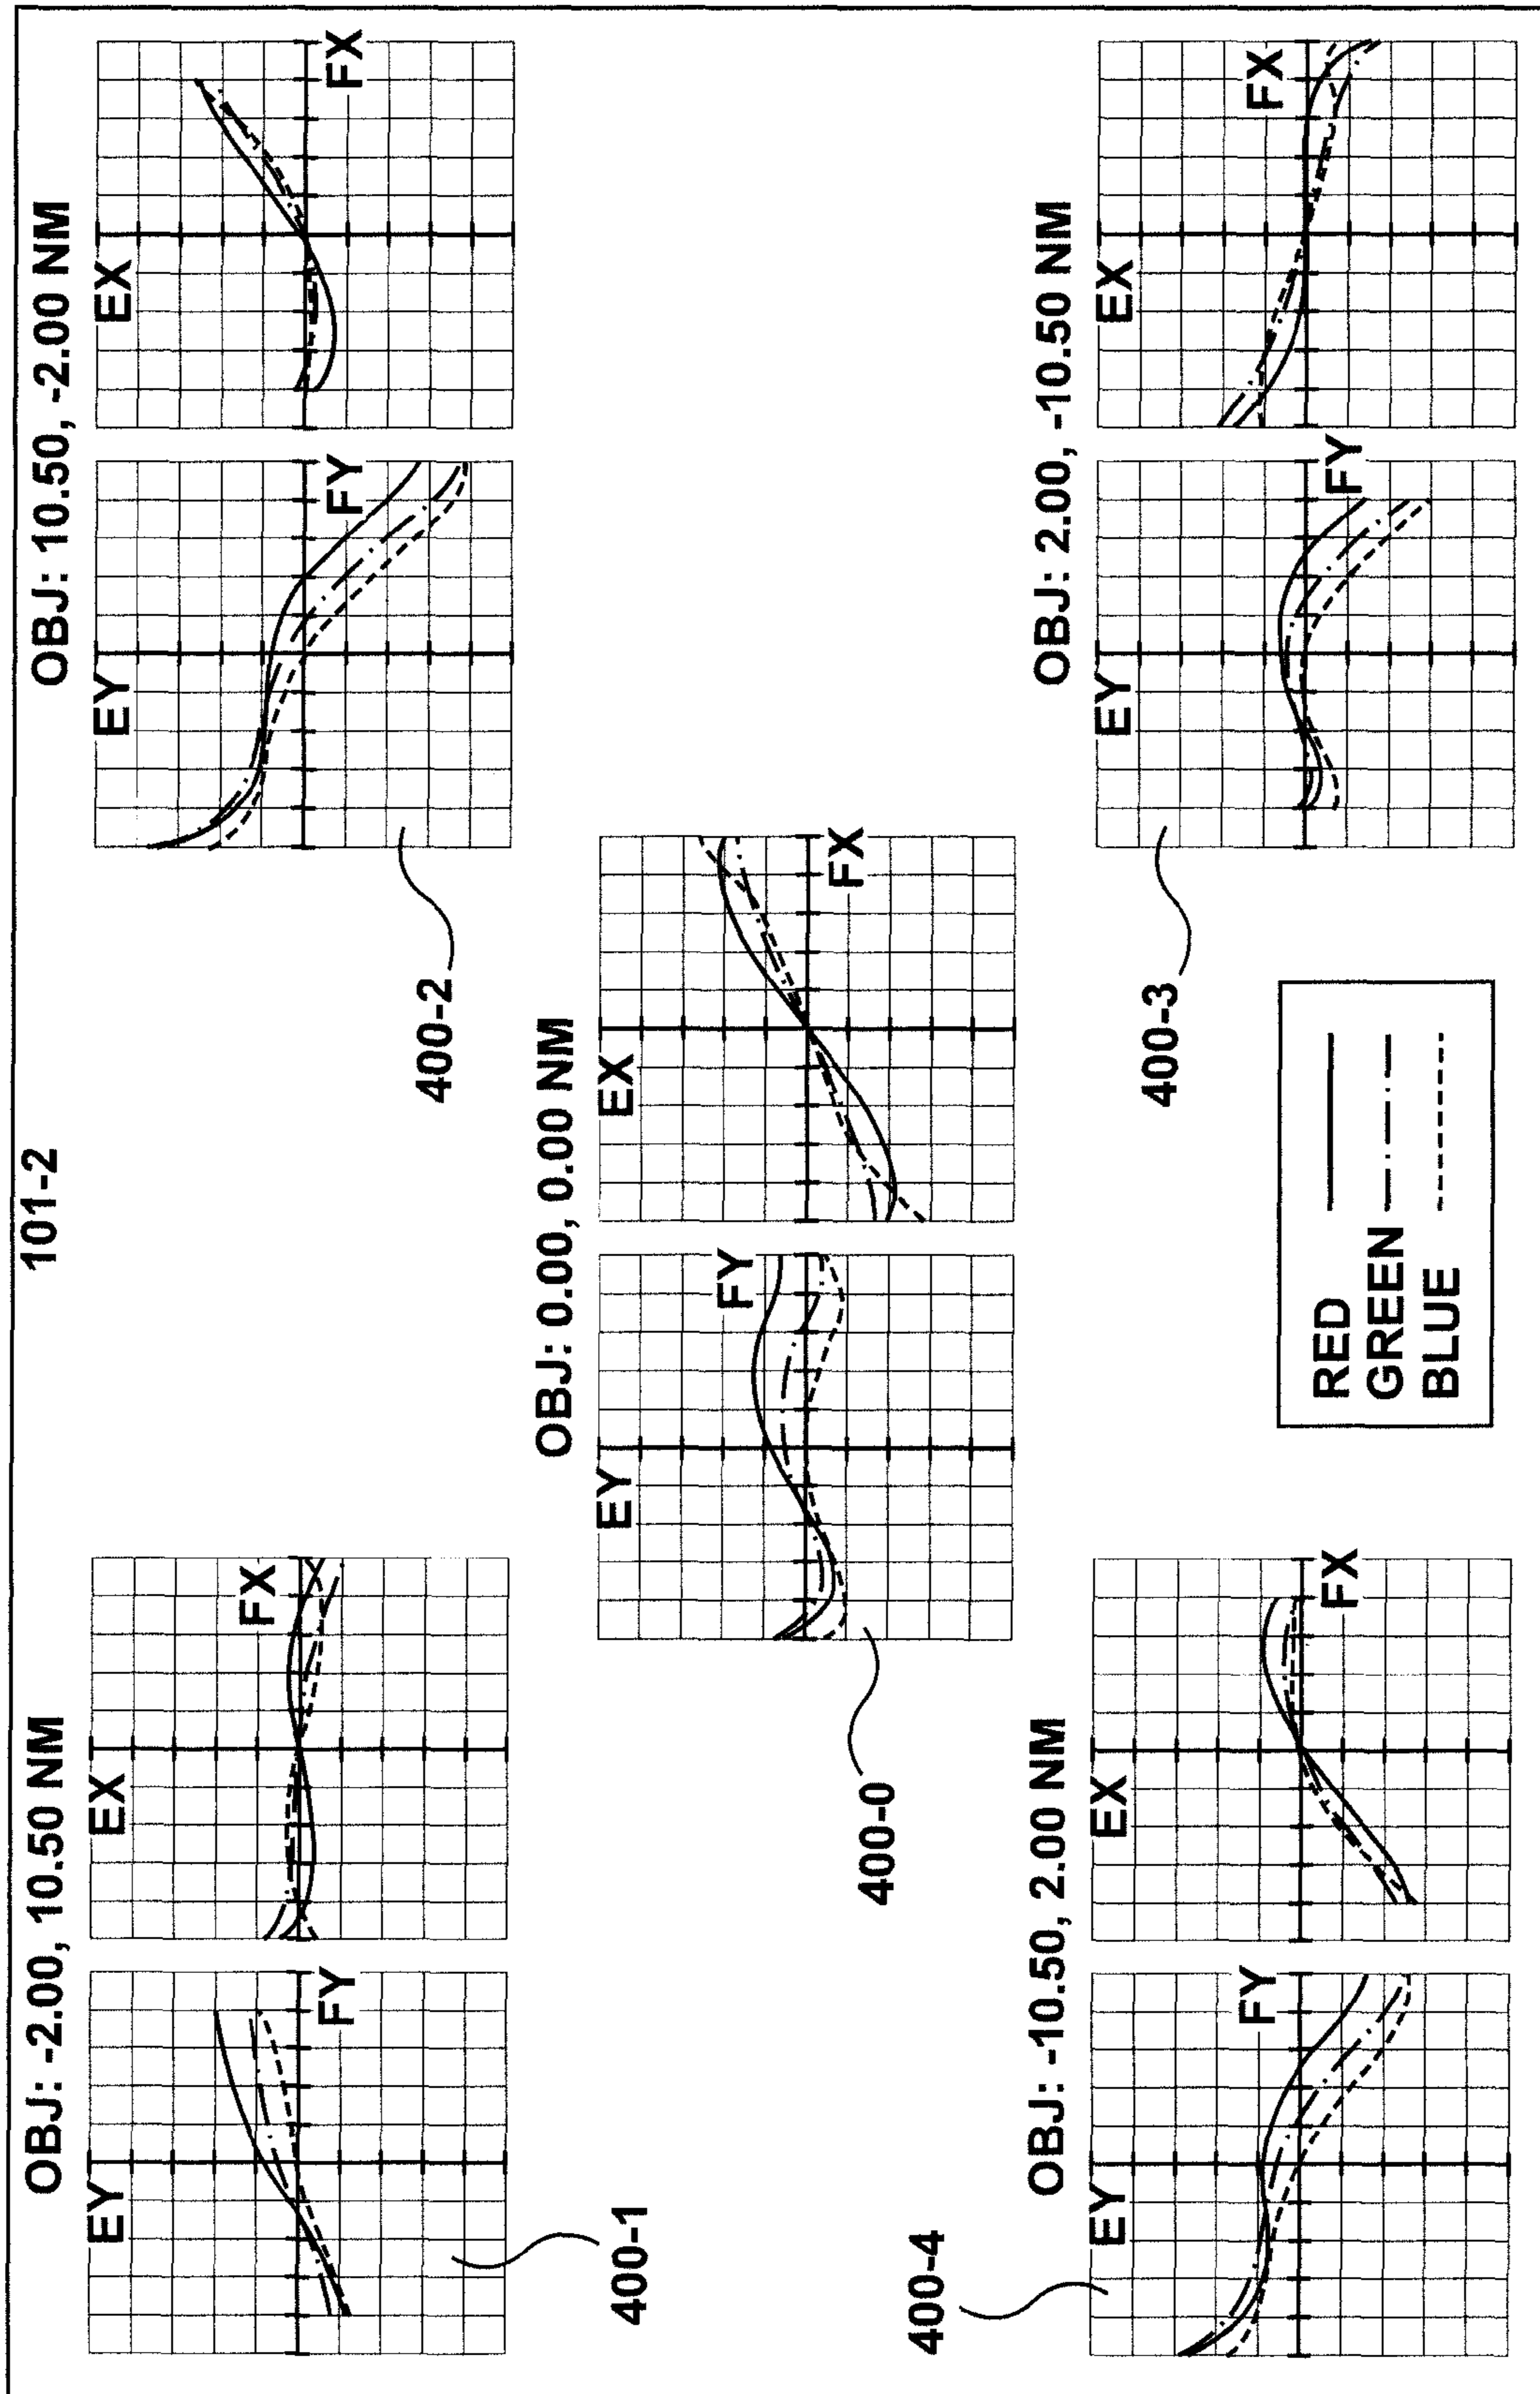 101-2
OBJ: -2.00, 10.50 NM
EY
FY
EX
FX
400-1
OBJ: 10.50, -2.00 NM
EY
FY
EX
FX
400-2
OBJ: 0.00, 0.00 NM
EY
FY
EX
FX
400-0
OBJ: -10.50, 2.00 NM
EY
FY
EX
FX
400-4
OBJ: 2.00, -10.50 NM
EY
FY
EX
FX
400-3
RED
GREEN
BLUE